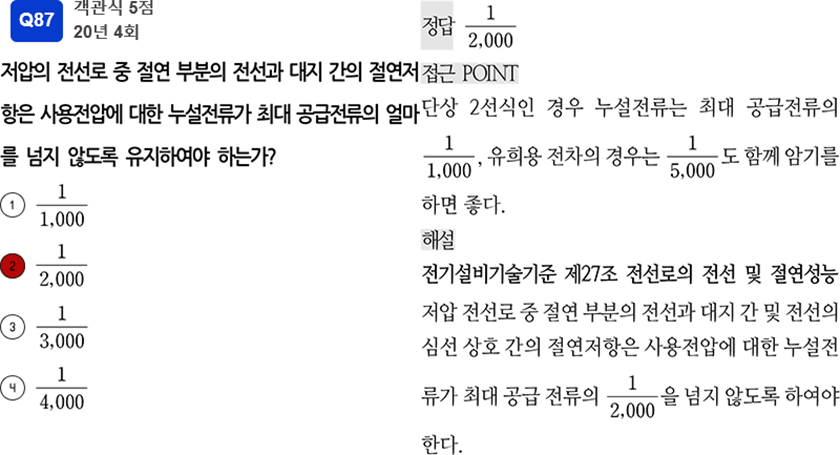 Q87
객관식 5점
20년 4회
저압의 전선로 중 절연 부분의 전선과 대지 간의 절연저
항은 사용전압에 대한 누설전류가 최대 공급전류의 얼마
를 넘지 않도록 유지하여야 하는가?
① 1/1,000
② 1/2,000
③ 1/3,000
④ 1/4,000
정답 1/2,000
접근 POINT
단상 2선식인 경우 누설전류는 최대 공급전류의
1/1,000, 유희용 전차의 경우는 1/5,000도 함께 암기를
하면 좋다.
해설
전기설비기술기준 제27조 전선로의 전선 및 절연성능
저압 전선로 중 절연 부분의 전선과 대지 간 및 전선의
심선 상호 간의 절연저항은 사용전압에 대한 누설전
류가 최대 공급 전류의 1/2,000을 넘지 않도록 하여야
한다.